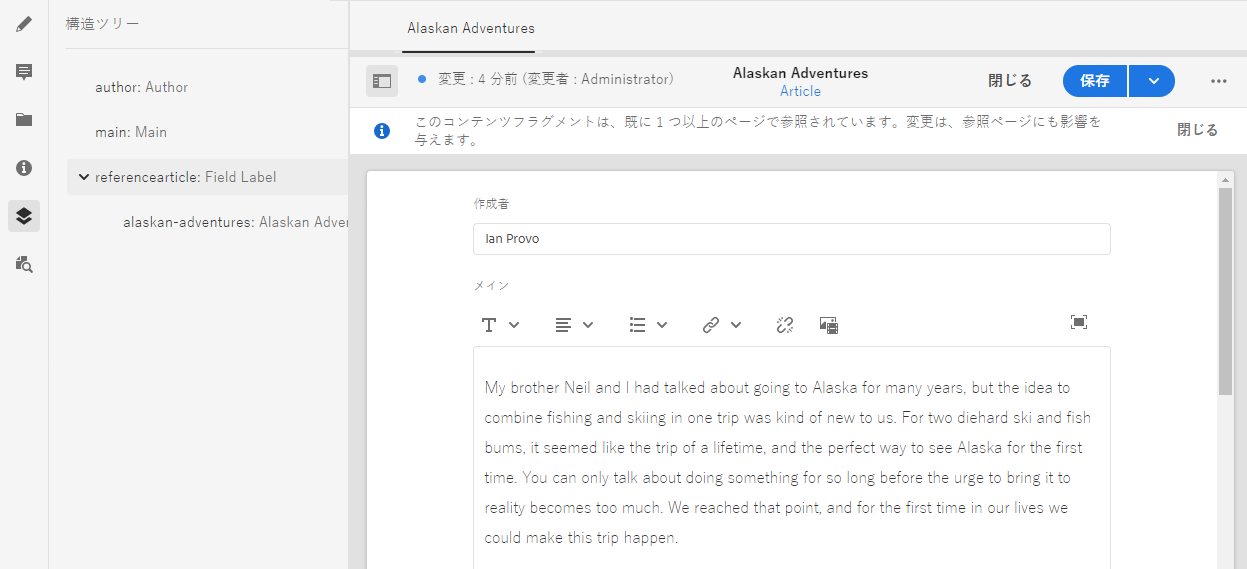 構造ツリー
author: Author
main: Main
referencearticle: Field Label
alaskan-adventures: Alaskan
Alaskan Adventures
変更 : 4 分前 (変更者 : Administrator)
Alaskan Adventures
Article
閉じる
保存
このコンテンツフラグメントは、既に 1 つ以上のページで参照されています。変更は、参照ページにも影響を
与えます。
閉じる
作成者
Ian Provo
メイン
My brother Neil and I had talked about going to Alaska for many years, but the idea to
combine fishing and skiing in one trip was kind of new to us. For two diehard ski and fish
bums, it seemed like the trip of a lifetime, and the perfect way to see Alaska for the first
time. You can only talk about doing something for so long before the urge to bring it to
reality becomes too much. We reached that point, and for the first time in our lives we
could make this trip happen.